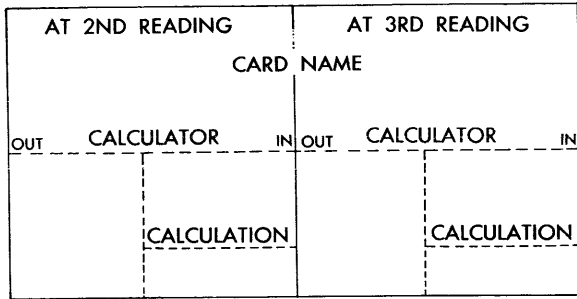 AT 2ND READING AT 3RD READING
CARD NAME
OUT CALCULATOR IN OUT CALCULATOR IN
CALCULATION CALCULATION